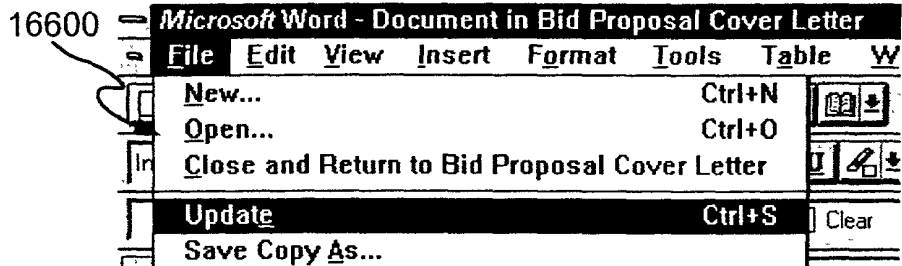 16600
Microsoft Word - Document in Bid Proposal Cover Letter
File Edit View Insert Format Tools Table W
New... Ctrl+N
Open... Ctrl+O
In Close and Return to Bid Proposal Cover Letter U
Update Ctrl+S Clear
Save Copy As...